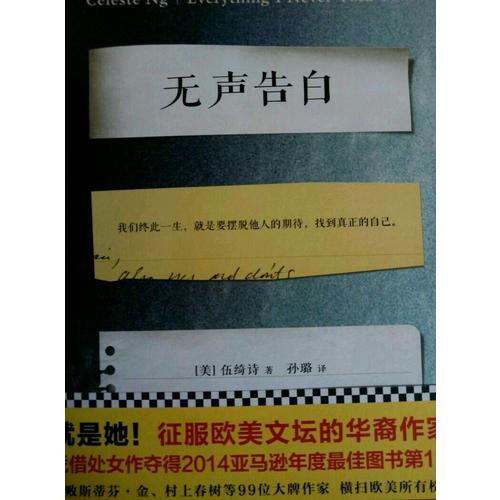 Celeste Ng | Everything I Never Told
无声告白
我们终此一生，就是要摆脱他人的期待，找到真正的自己。
and don'ts
[美] 伍绮诗 著 孙璐 译
就是她！征服欧美文坛的华裔作家
凭借处女作夺得2014亚马逊年度最佳图书第1
败斯蒂芬·金、村上春树等99位大牌作家 横扫欧美所有榜